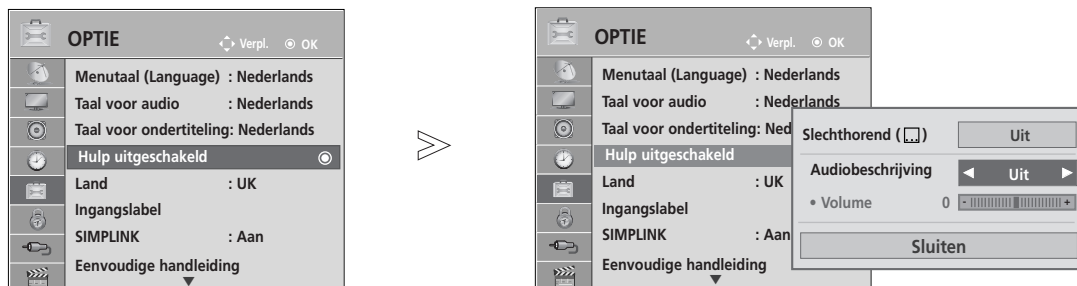 OPTIE Verpl. OK
Menutaal (Language) : Nederlands
Taal voor audio : Nederlands
Taal voor ondertiteling: Nederlands
Hulp uitgeschakeld
Land : UK
Ingangslabel
SIMPLINK : Aan
Eenvoudige handleiding
OPTIE Verpl. OK
Menutaal (Language) : Nederlands
Taal voor audio : Nederlands
Taal voor ondertiteling: Ned
Hulp uitgeschakeld
Land : UK
Ingangslabel
SIMPLINK : Aan
Eenvoudige handleiding
Slechthorend ( ) Uit
Audiobeschrijving ◄ Uit ►
• Volume 0 - +
Sluiten